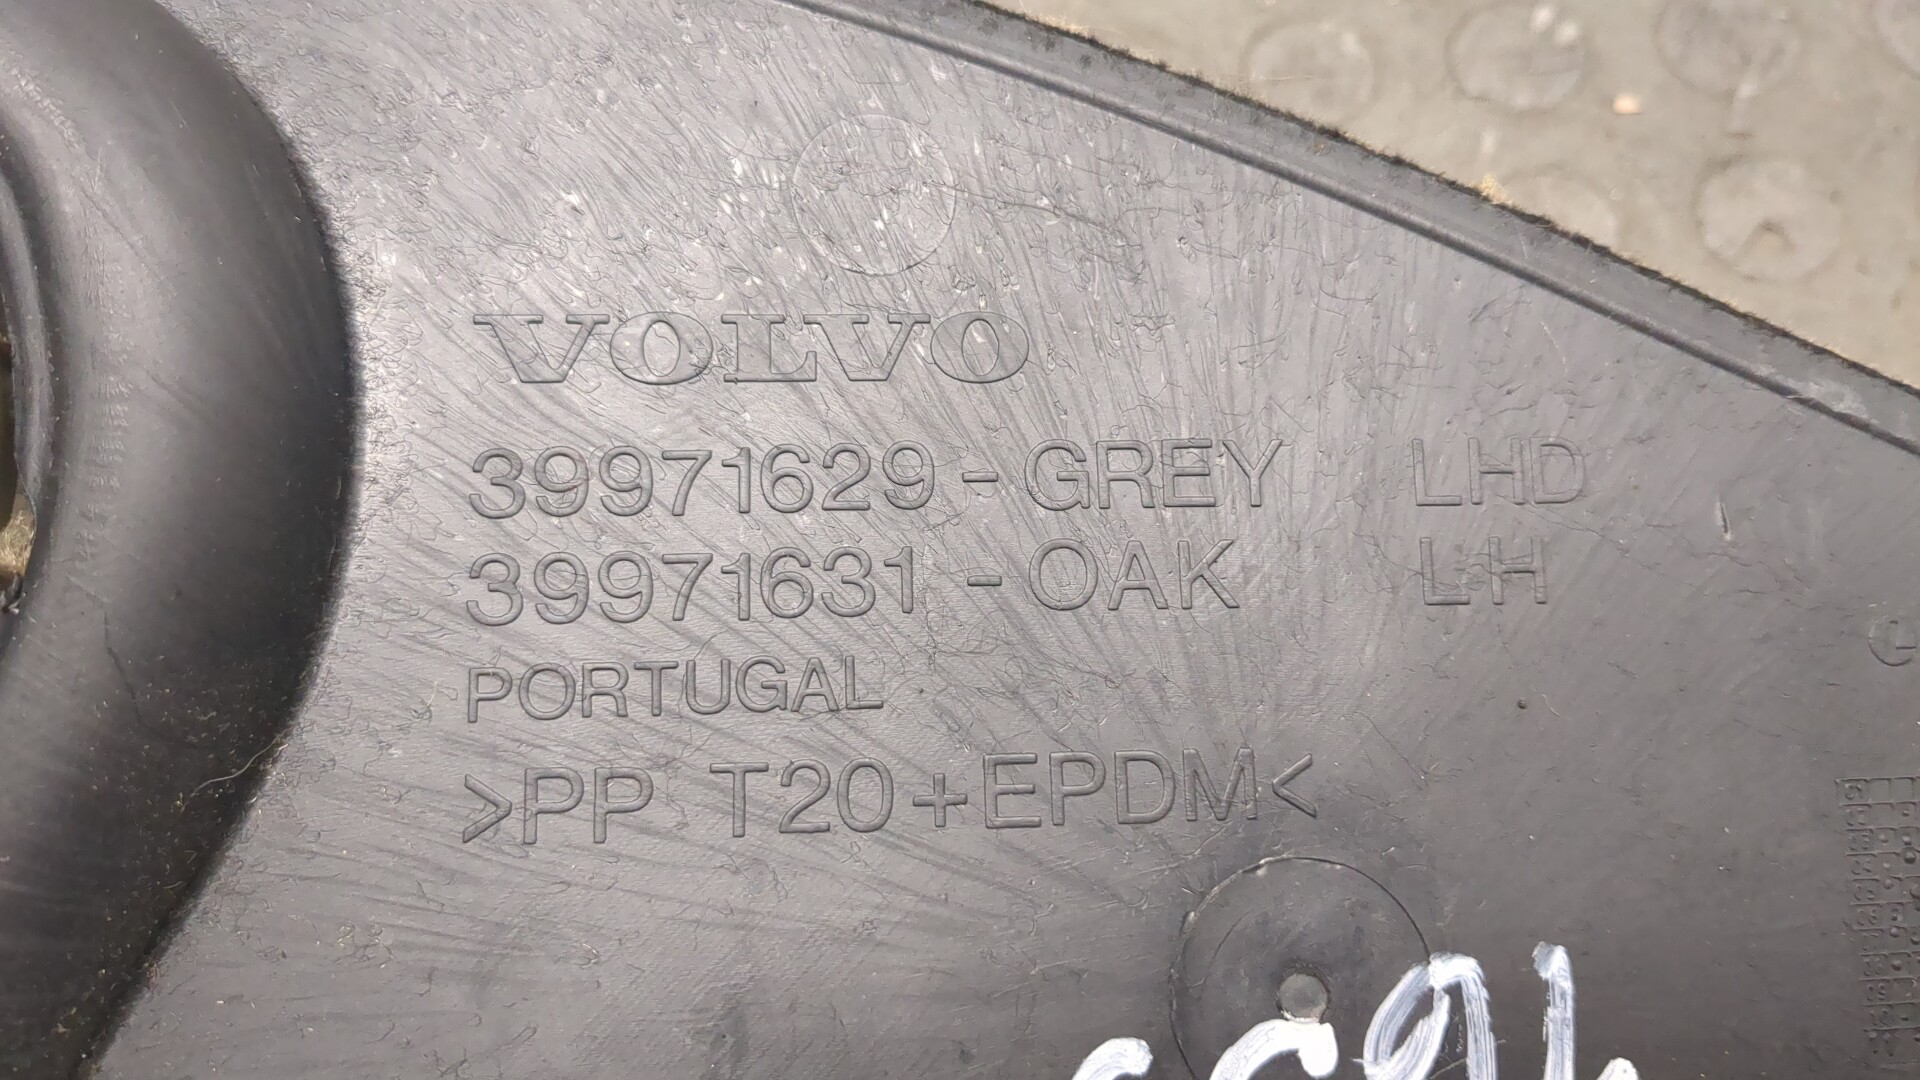 VOLVO
39971629-GREY LHD
39971631-OAK LH
PORTUGAL
>PP T20+EPDM<